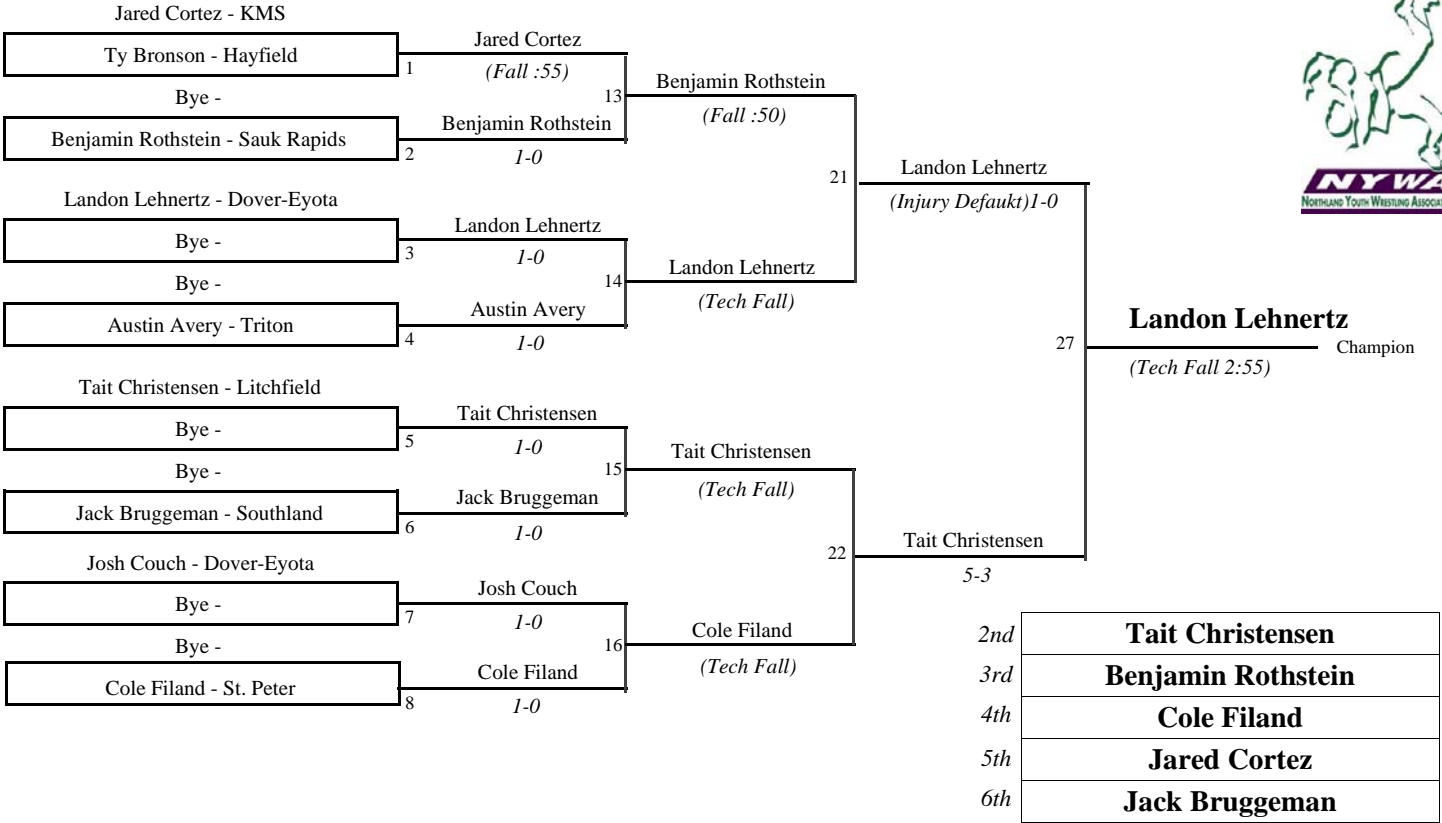 Jared Cortez - KMS
Ty Bronson - Hayfield
1
Jared Cortez
(Fall :55)
Bye -
Benjamin Rothstein - Sauk Rapids
2
Benjamin Rothstein
1-0
13
Benjamin Rothstein
(Fall :50)
Landon Lehnertz - Dover-Eyota
Bye -
3
Landon Lehnertz
1-0
Bye -
Austin Avery - Triton
4
Austin Avery
1-0
14
Landon Lehnertz
(Tech Fall)
21
Landon Lehnertz
(Injury Defaukt)1-0
Tait Christensen - Litchfield
Bye -
5
Tait Christensen
1-0
Bye -
Jack Bruggeman - Southland
6
Jack Bruggeman
1-0
15
Tait Christensen
(Tech Fall)
Josh Couch - Dover-Eyota
Bye -
7
Josh Couch
1-0
Bye -
Cole Filand - St. Peter
8
Cole Filand
1-0
16
Cole Filand
(Tech Fall)
22
Tait Christensen
5-3
27
Landon Lehnertz
Champion
(Tech Fall 2:55)
NYWA
NORTHLAND YOUTH WRESTLING
2nd Tait Christensen
3rd Benjamin Rothstein
4th Cole Filand
5th Jared Cortez
6th Jack Bruggeman